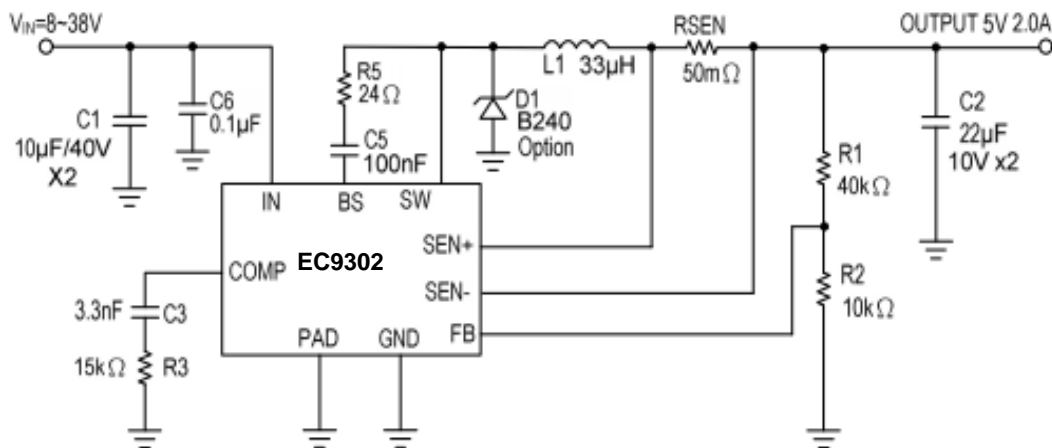 VIN=8~38V
OUTPUT 5V 2.0A
RSEN
50mΩ
L1 33μH
R5
24Ω
C6
0.1μF
C1
10μF/40V
X2
D1
B240
Option
C5
100nF
C2
22μF
10V x2
R1
40kΩ
IN
BS
SW
SEN+
EC9302
COMP
SEN-
R2
10kΩ
3.3nF
C3
FB
PAD
GND
15kΩ
R3